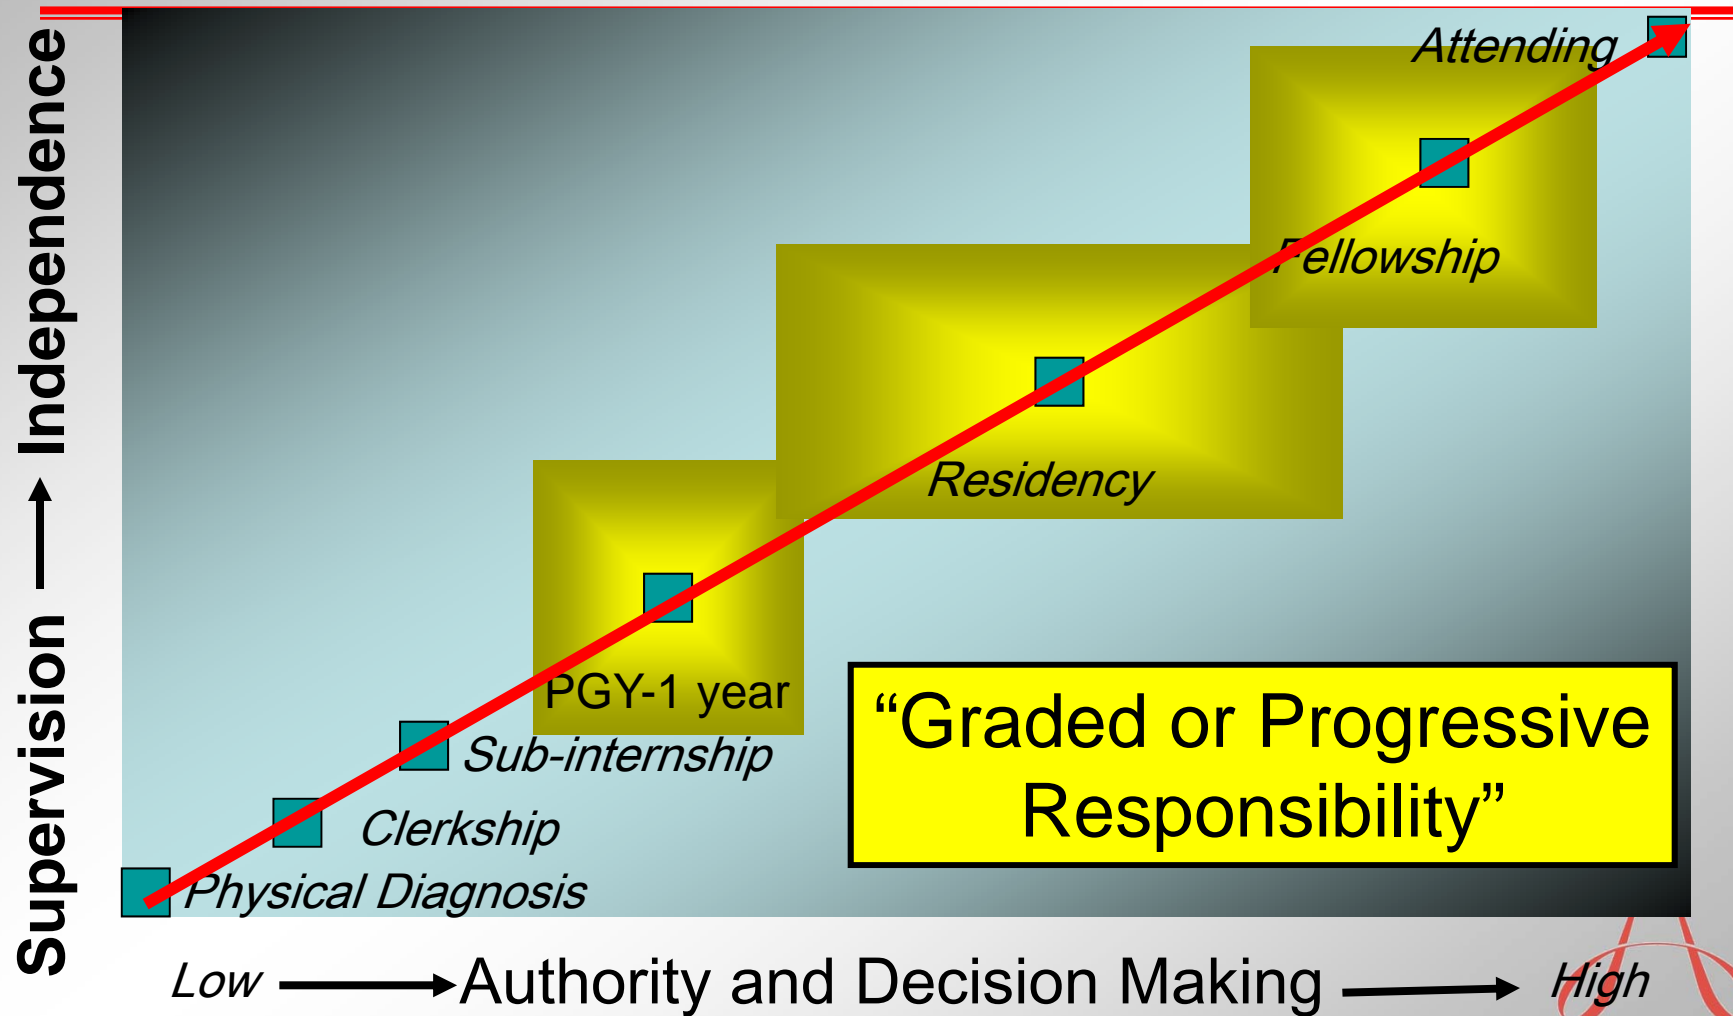 Supervision → Independence
Attending
Fellowship
Residency
PGY-1 year
Sub-internship
Clerkship
Physical Diagnosis
“Graded or Progressive
Responsibility”
Low → Authority and Decision Making → High